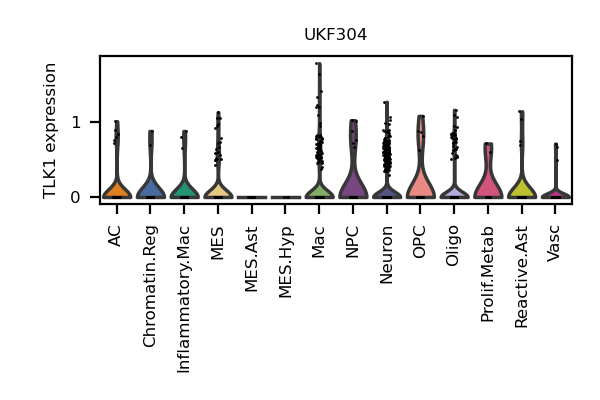 UKF304
TLK1 expression
1
0
AC
Chromatin.Reg
Inflammatory.Mac
MES
MES.Ast
MES.Hyp
Mac
NPC
Neuron
OPC
Oligo
Prolif.Metab
Reactive.Ast
Vasc